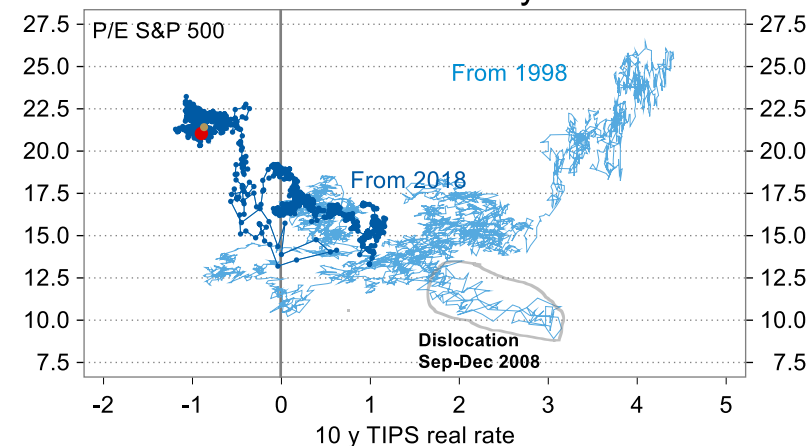 27.5 27.5
P/E S&P 500
25.0 From 1998 25.0
22.5 22.5
20.0 20.0
17.5 From 2018 17.5
15.0 15.0
12.5 12.5
10.0 10.0
Dislocation
7.5 Sep-Dec 2008 7.5
-2 -1 0 1 2 3 4 5
10 y TIPS real rate